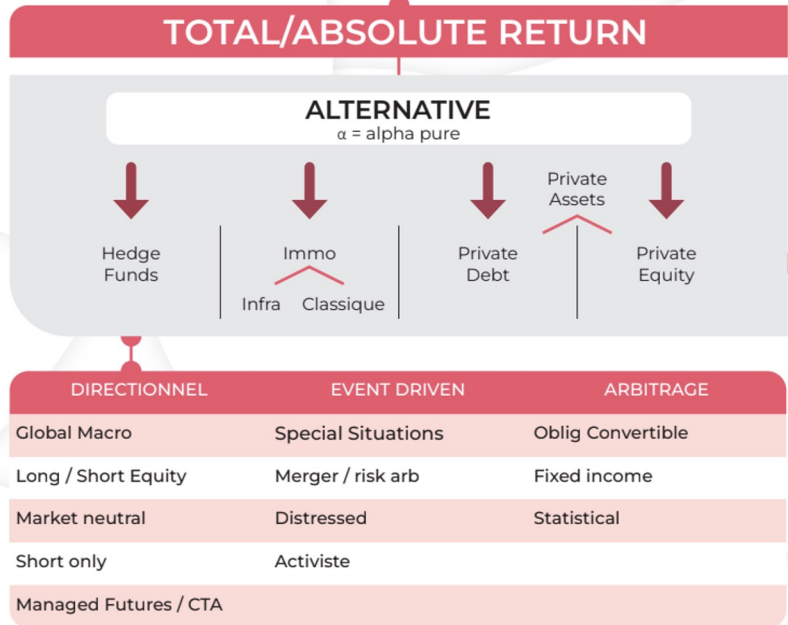 TOTAL/ABSOLUTE RETURN
ALTERNATIVE
α = alpha pure
Private
Assets
Hedge
Funds
Immo
Infra
Classique
Private
Debt
Private
Equity
DIRECTIONNEL
EVENT DRIVEN
ARBITRAGE
Global Macro
Special Situations
Oblig Convertible
Long / Short Equity
Merger / risk arb
Fixed income
Market neutral
Distressed
Statistical
Short only
Activiste
Managed Futures / CTA